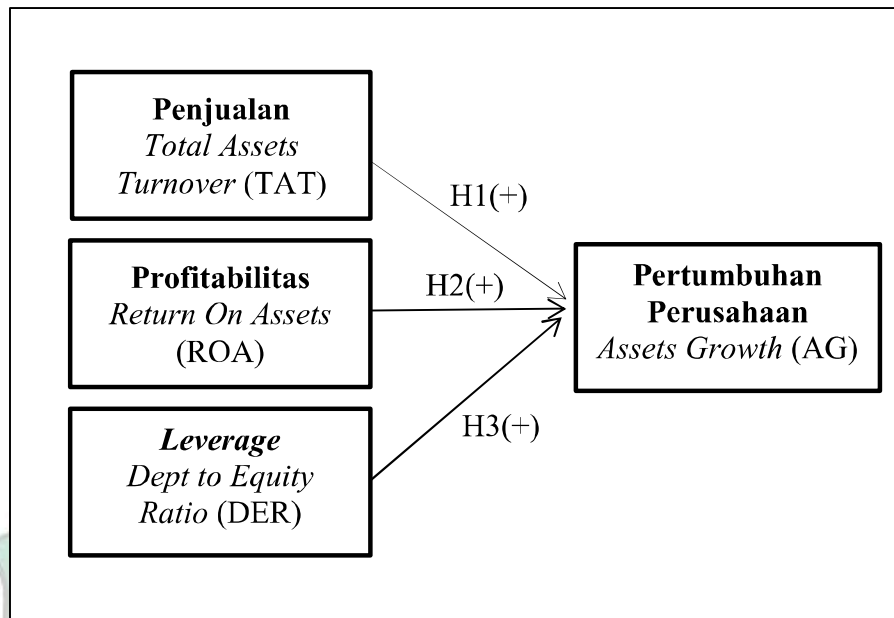 Penjualan
Total Assets
Turnover (TAT)
H1(+)
Profitabilitas
Return On Assets
(ROA)
H2(+)
Pertumbuhan
Perusahaan
Assets Growth (AG)
Leverage
Dept to Equity
Ratio (DER)
H3(+)